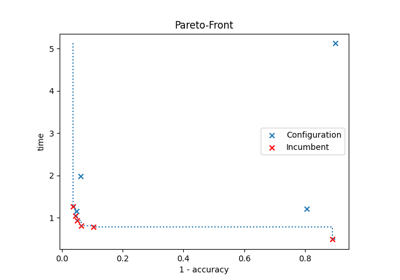 Pareto-Front
5
4
3
2
1
time
Configuration
Incumbent
0.0 0.2 0.4 0.6 0.8
1 - accuracy